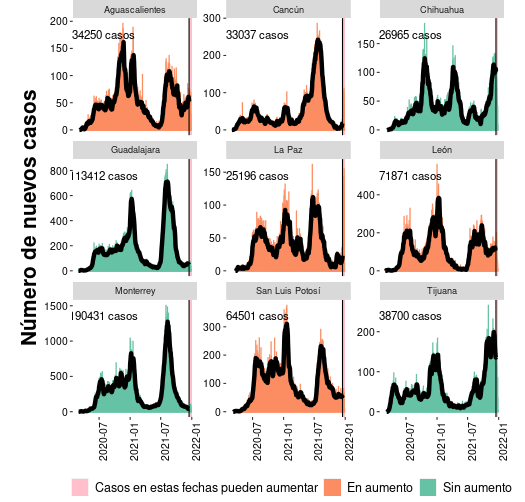 Número de nuevos casos
Aguascalientes
Cancún
Chihuahua
34250 casos
33037 casos
26965 casos
200
150
100
50
0
300
200
100
0
150
100
50
0
Guadalajara
La Paz
León
113412 casos
25196 casos
71871 casos
800
600
400
200
0
150
100
50
0
400
200
0
Monterrey
San Luis Potosí
Tijuana
190431 casos
64501 casos
38700 casos
1500
1000
500
0
300
200
100
0
200
100
0
2020-07
2021-01
2021-07
2022-01
2020-07
2021-01
2021-07
2022-01
2020-07
2021-01
2021-07
2022-01
Casos en estas fechas pueden aumentar
En aumento
Sin aumento